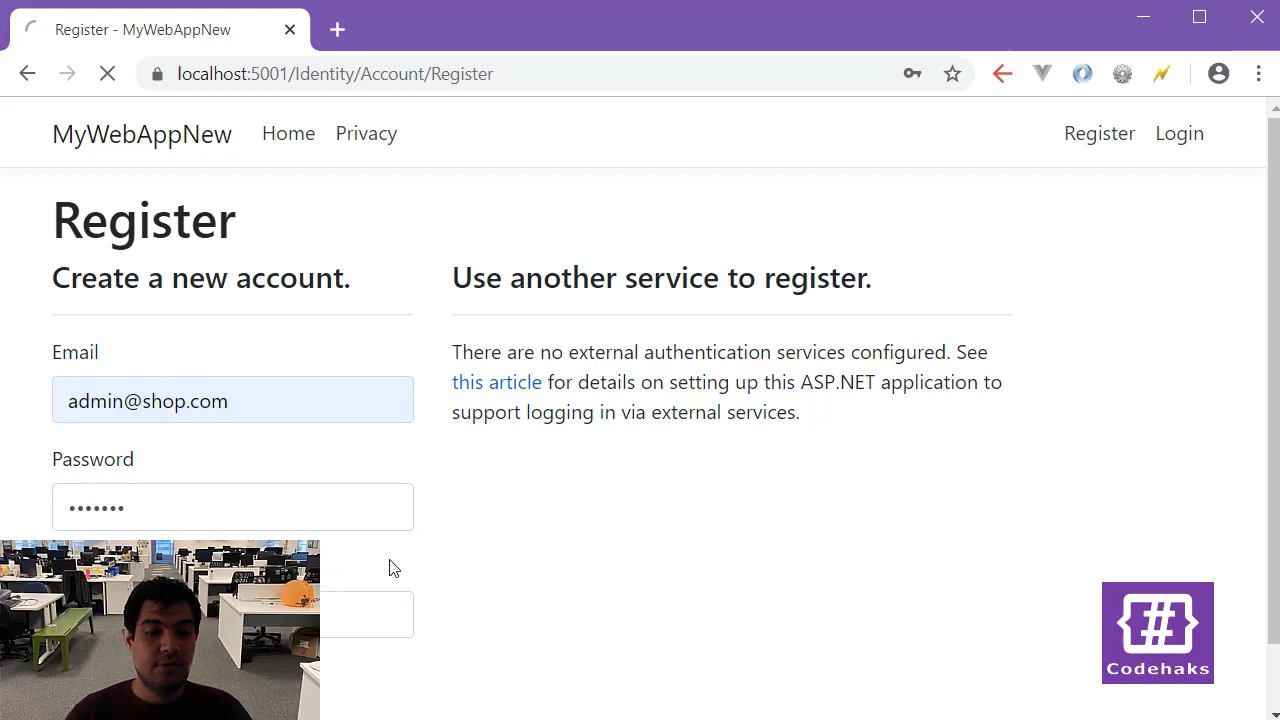 Register - MyWebAppNew
localhost:5001/Identity/Account/Register
MyWebAppNew Home Privacy Register Login
Register
Create a new account.
Use another service to register.
Email
admin@shop.com
Password
•••••••
There are no external authentication services configured. See
this article for details on setting up this ASP.NET application to
support logging in via external services.
#
Codehaks